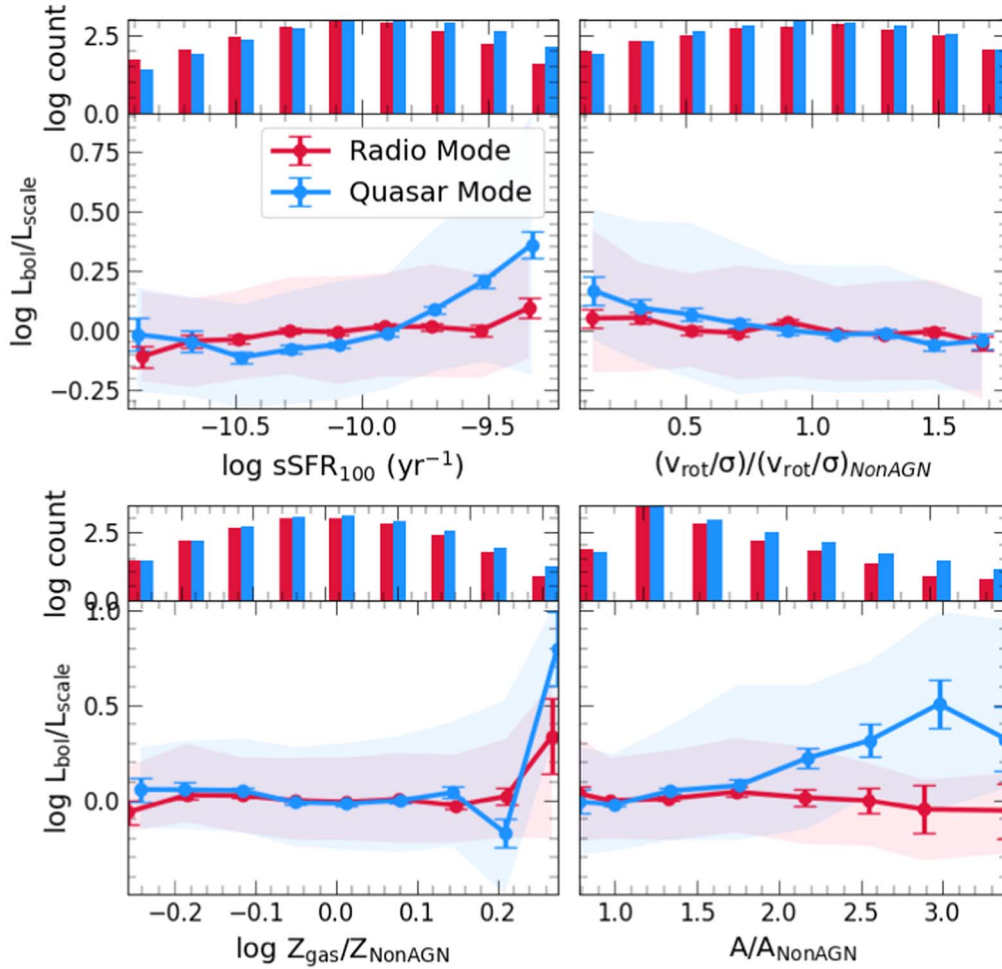 log count
2.5
0.0
log L_bol/L_scale
0.75
0.50
0.25
0.00
−0.25
Radio Mode
Quasar Mode
−10.5 −10.0 −9.5
log sSFR₁₀₀ (yr⁻¹)
0.5 1.0 1.5
(v_rot/σ)/(v_rot/σ)_NonAGN
log count
2.5
0.0
log L_bol/L_scale
1.0
0.5
0.0
−0.2 −0.1 0.0 0.1 0.2
log Z_gas/Z_NonAGN
1.0 1.5 2.0 2.5 3.0
A/A_NonAGN